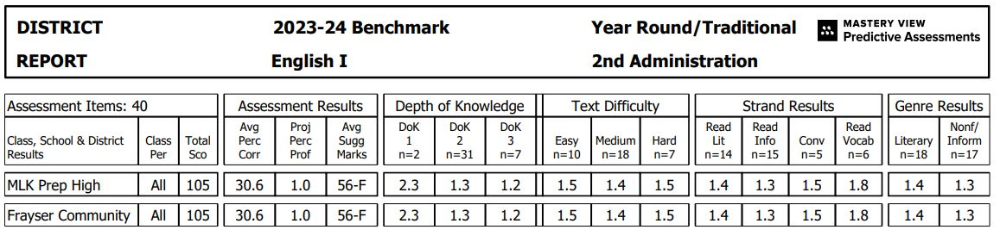 DISTRICT 2023-24 Benchmark Year Round/Traditional MASTERY VIEW
REPORT English I 2nd Administration Predictive Assessments
Assessment Items: 40 Assessment Results Depth of Knowledge Text Difficulty Strand Results Genre Results
Class, School & District Results Class Per Total Sco Avg Perc Corr Proj Perc Prof Avg Sugg Marks DoK 1 n=2 DoK 2 n=31 DoK 3 n=7 Easy n=10 Medium n=18 Hard n=7 Read Lit n=14 Read Info n=15 Conv n=5 Read Vocab n=6 Literary n=18 Nonf/ Inform n=17
MLK Prep High All 105 30.6 1.0 56-F 2.3 1.3 1.2 1.5 1.4 1.5 1.4 1.3 1.5 1.8 1.4 1.3
Frayser Community All 105 30.6 1.0 56-F 2.3 1.3 1.2 1.5 1.4 1.5 1.4 1.3 1.5 1.8 1.4 1.3